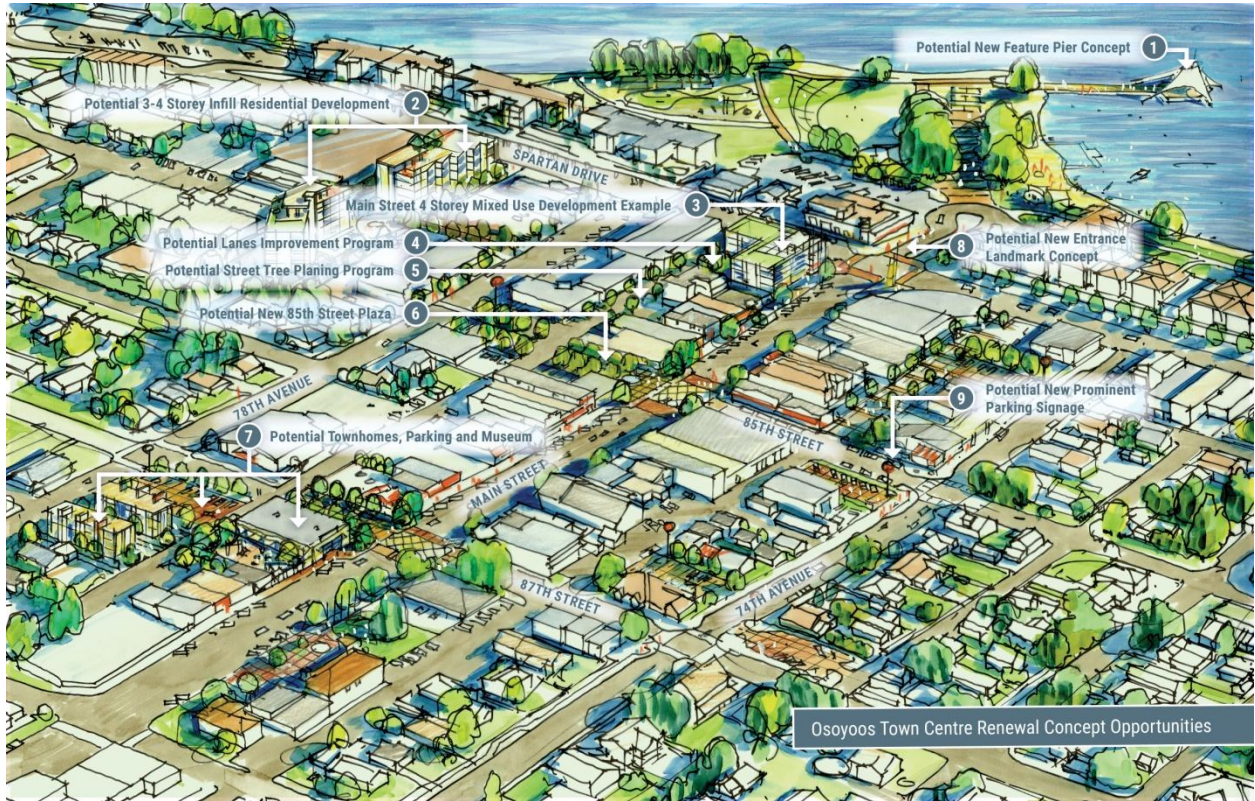 Potential New Feature Pier Concept 1
Potential 3-4 Storey Infill Residential Development 2
SPARTAN DRIVE
Main Street 4 Storey Mixed Use Development Example 3
Potential Lanes Improvement Program 4
8 Potential New Entrance
Landmark Concept
Potential Street Tree Planing Program 5
Potential New 85th Street Plaza 6
78TH AVENUE
9 Potential New Prominent
Parking Signage
85TH STREET
7 Potential Townhomes, Parking and Museum
MAIN STREET
87TH STREET
74TH AVENUE
Osoyoos Town Centre Renewal Concept Opportunities